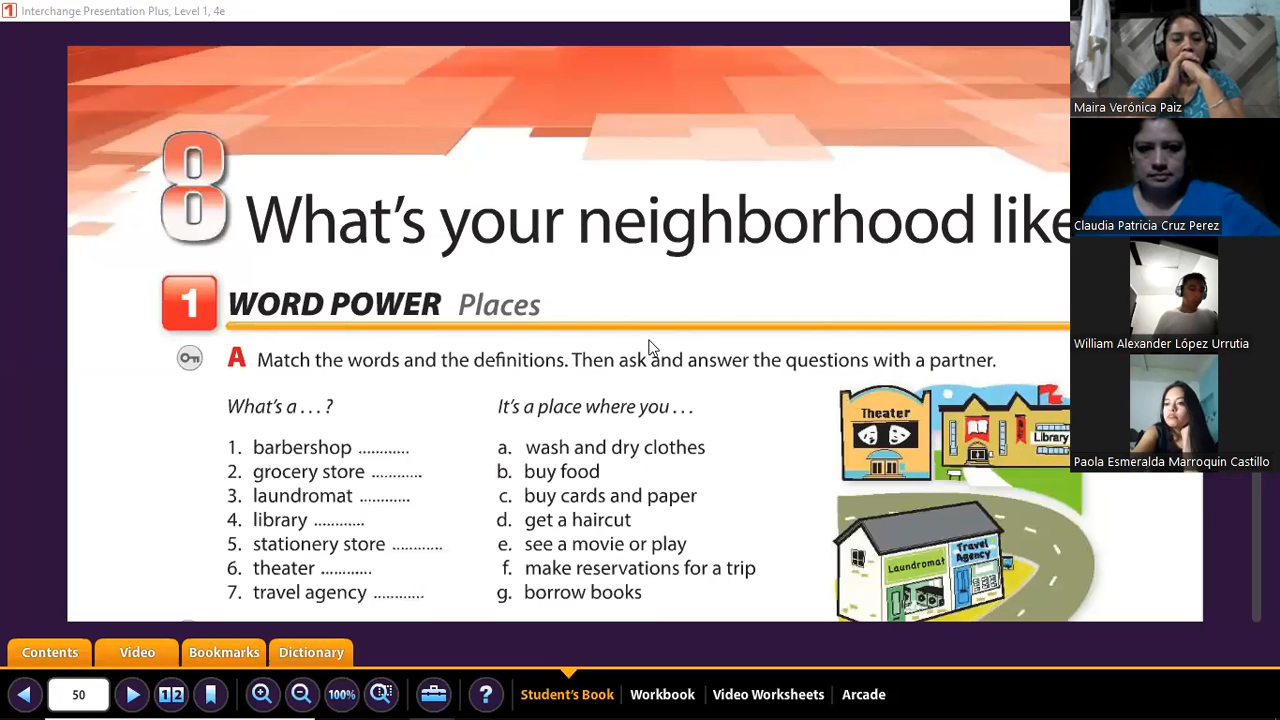 Interchange Presentation Plus, Level 1, 4e
8 What's your neighborhood like
1 WORD POWER Places
A Match the words and the definitions. Then ask and answer the questions with a partner.
What's a . . . ?
1. barbershop ............
2. grocery store ............
3. laundromat ............
4. library ............
5. stationery store ............
6. theater ............
7. travel agency ............
It's a place where you . . .
a. wash and dry clothes
b. buy food
c. buy cards and paper
d. get a haircut
e. see a movie or play
f. make reservations for a trip
g. borrow books
Theater
Library
Laundromat
Travel
Agency
Maira Verónica Paiz
Claudia Patricia Cruz Perez
William Alexander López Urrutia
Paola Esmeralda Marroquin Castillo
Contents Video Bookmarks Dictionary
50 1 2 100% ? Student's Book Workbook Video Worksheets Arcade